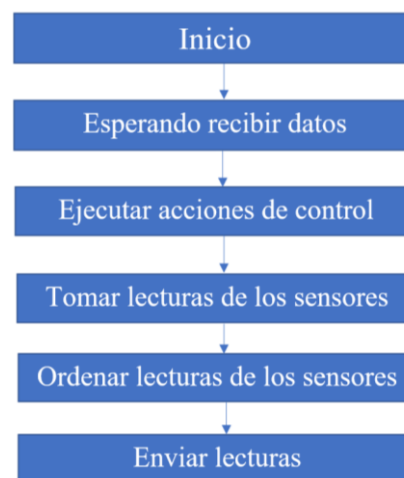 Inicio
Esperando recibir datos
Ejecutar acciones de control
Tomar lecturas de los sensores
Ordenar lecturas de los sensores
Enviar lecturas